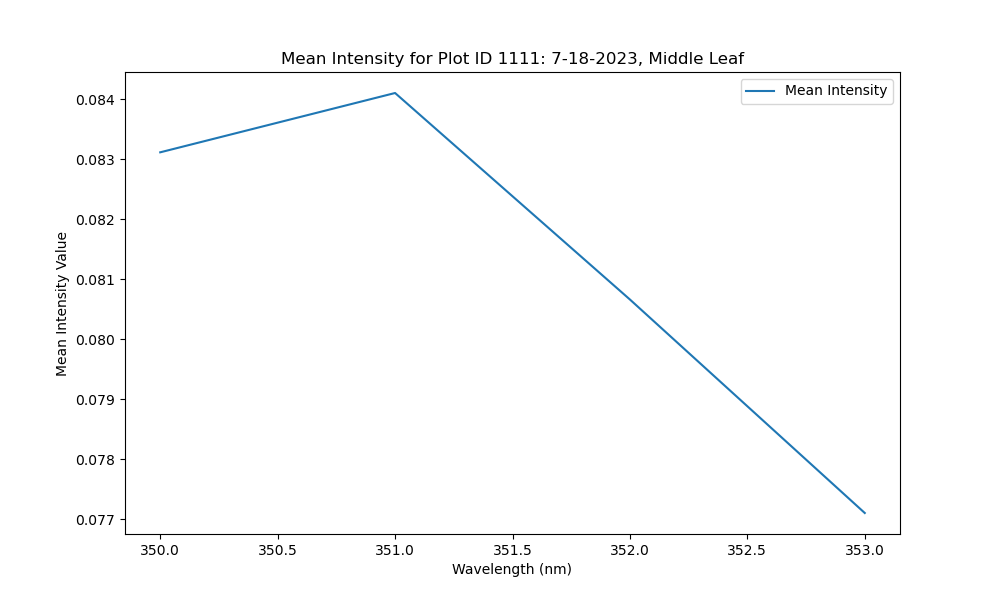 Mean Intensity for Plot ID 1111: 7-18-2023, Middle Leaf
Mean Intensity
0.084
0.083
0.082
0.081
0.080
0.079
0.078
0.077
Mean Intensity Value
350.0 350.5 351.0 351.5 352.0 352.5 353.0
Wavelength (nm)